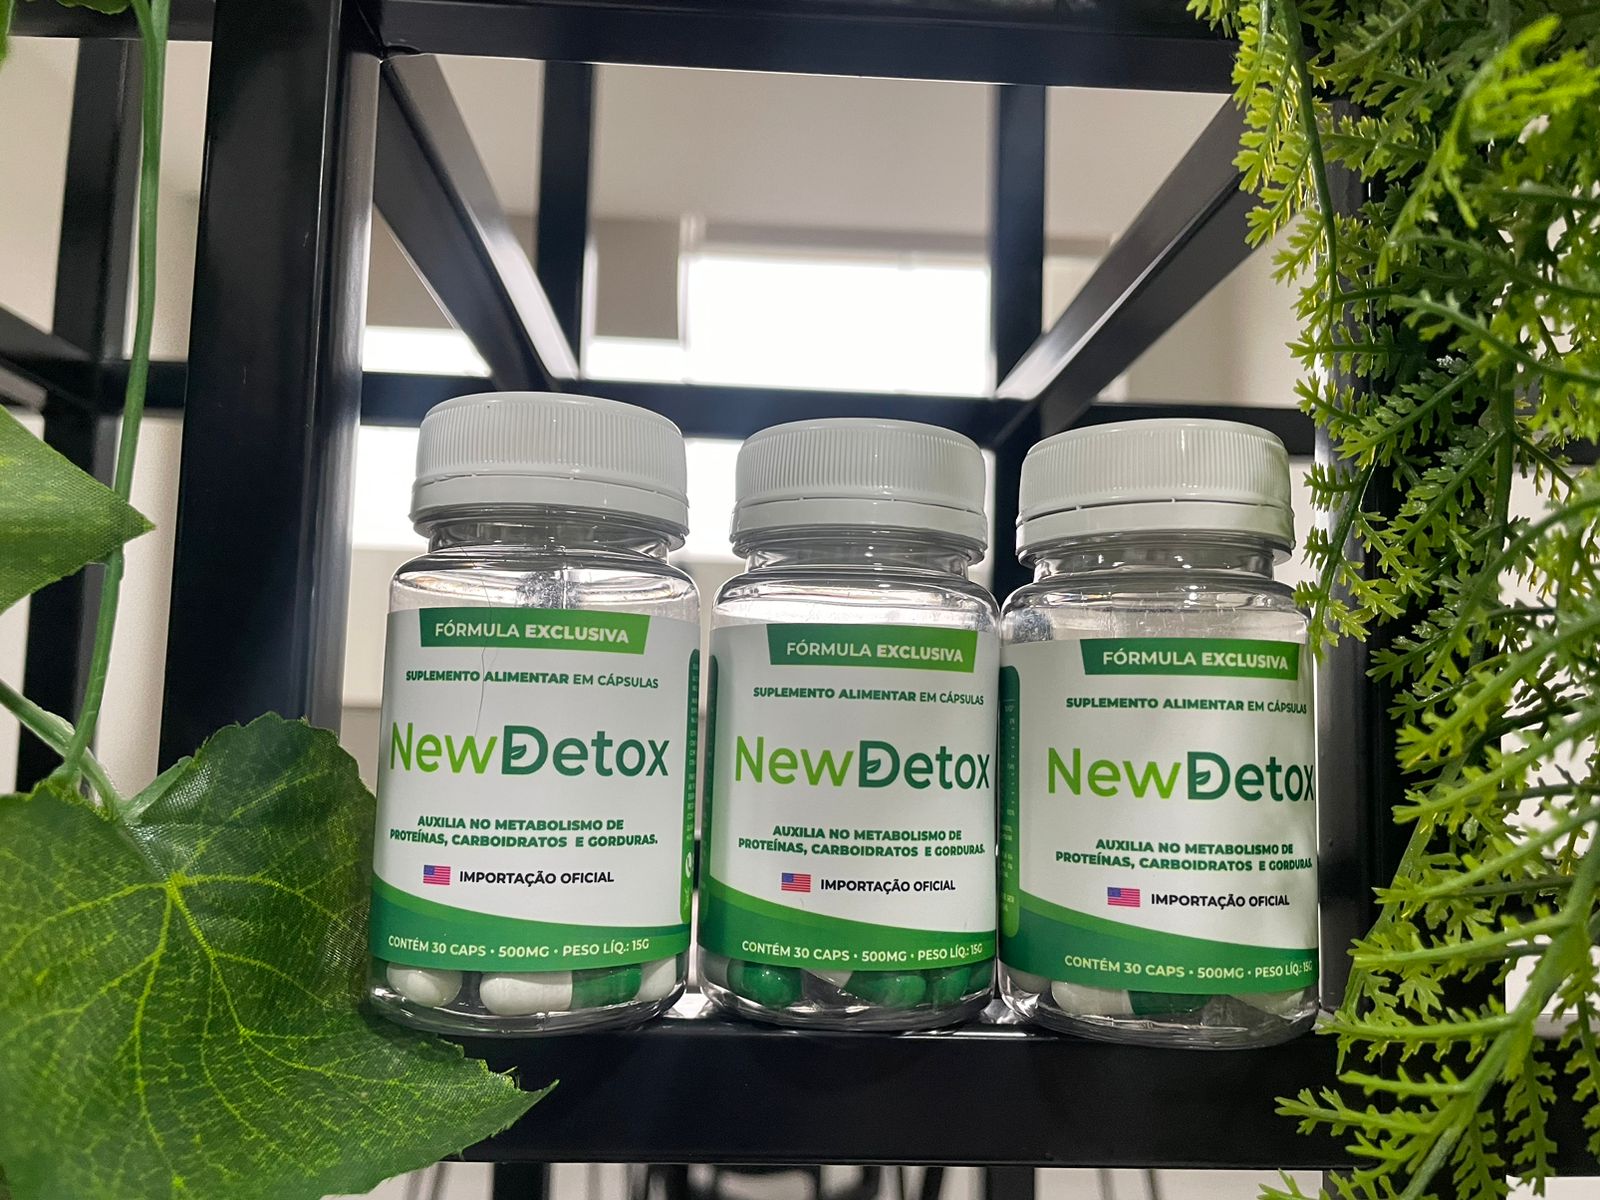 FÓRMULA EXCLUSIVA
SUPLEMENTO ALIMENTAR EM CÁPSULAS
NewDetox
AUXILIA NO METABOLISMO DE
PROTEÍNAS, CARBOIDRATOS E GORDURAS.
IMPORTAÇÃO OFICIAL
CONTÉM 30 CAPS • 500MG • PESO LÍQ.: 15G
FÓRMULA EXCLUSIVA
SUPLEMENTO ALIMENTAR EM CÁPSULAS
NewDetox
AUXILIA NO METABOLISMO DE
PROTEÍNAS, CARBOIDRATOS E GORDURAS.
IMPORTAÇÃO OFICIAL
CONTÉM 30 CAPS • 500MG • PESO LÍQ.: 15G
FÓRMULA EXCLUSIVA
SUPLEMENTO ALIMENTAR EM CÁPSULAS
NewDetox
AUXILIA NO METABOLISMO DE
PROTEÍNAS, CARBOIDRATOS E GORDURAS.
IMPORTAÇÃO OFICIAL
CONTÉM 30 CAPS • 500MG • PESO LÍQ.: 15G